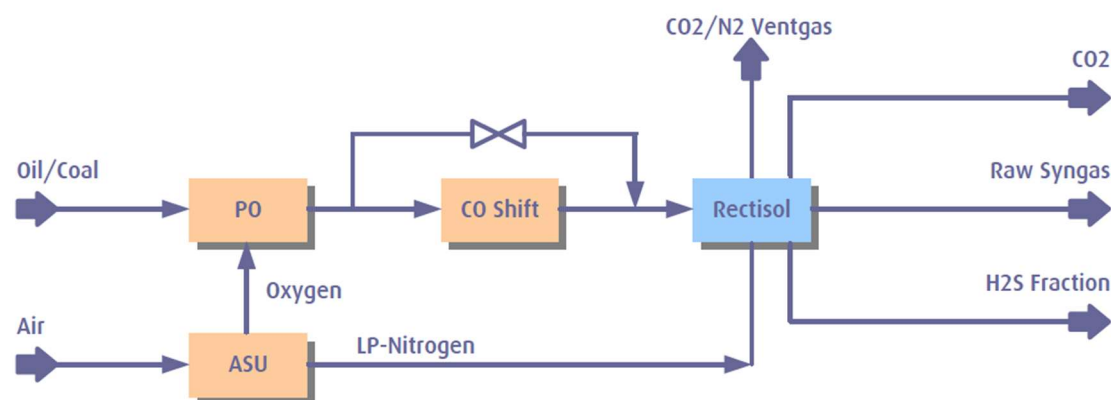 CO2/N2 Ventgas
CO2
Oil/Coal
Raw Syngas
PO
CO Shift
Rectisol
Oxygen
H2S Fraction
Air
LP-Nitrogen
ASU